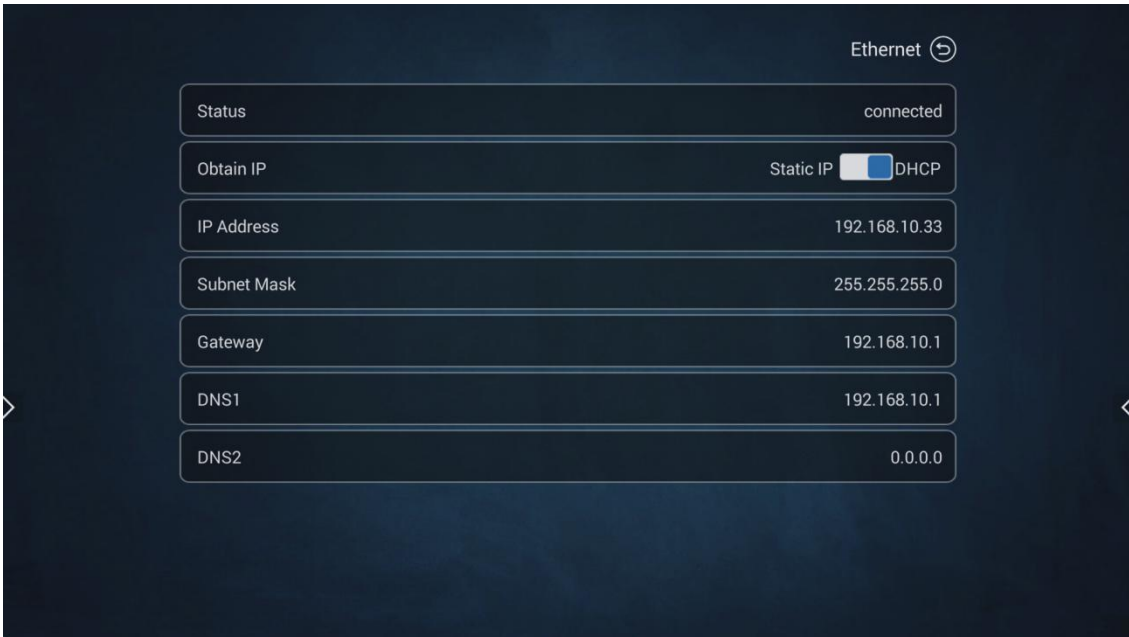 Ethernet
Status connected
Obtain IP Static IP DHCP
IP Address 192.168.10.33
Subnet Mask 255.255.255.0
Gateway 192.168.10.1
DNS1 192.168.10.1
DNS2 0.0.0.0